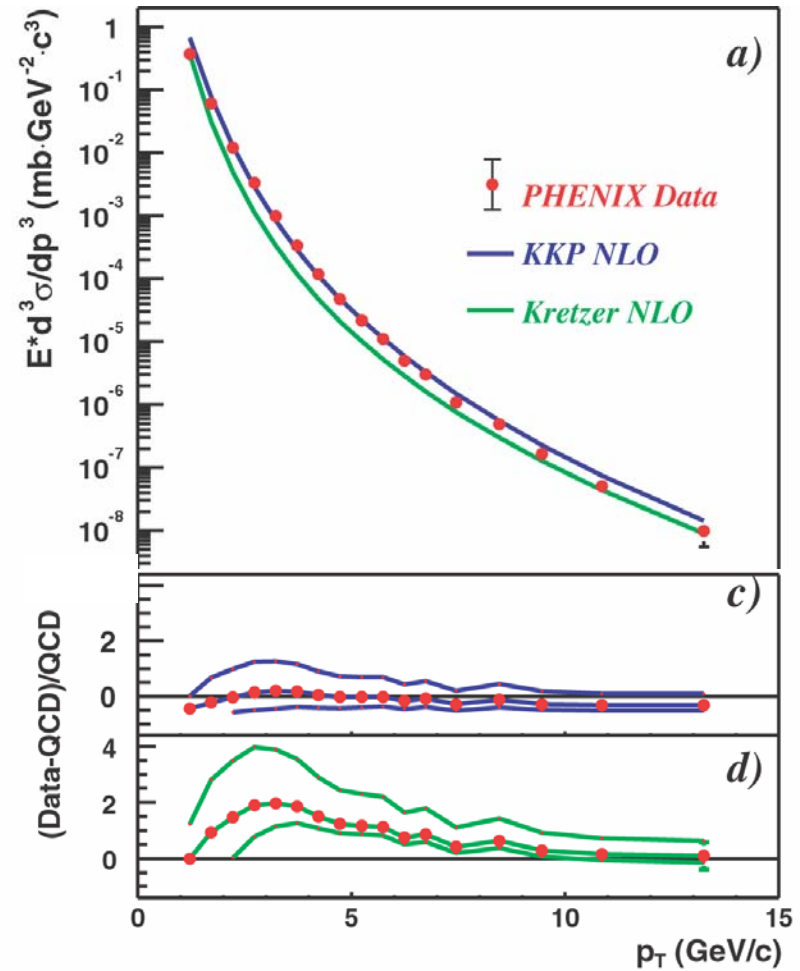 E*d³σ/dp³ (mb·GeV⁻²·c³)
1
10⁻¹
10⁻²
10⁻³
10⁻⁴
10⁻⁵
10⁻⁶
10⁻⁷
10⁻⁸
a)
PHENIX Data
KKP NLO
Kretzer NLO
(Data-QCD)/QCD
c)
2
0
d)
4
2
0
0 5 10 15
p_T (GeV/c)